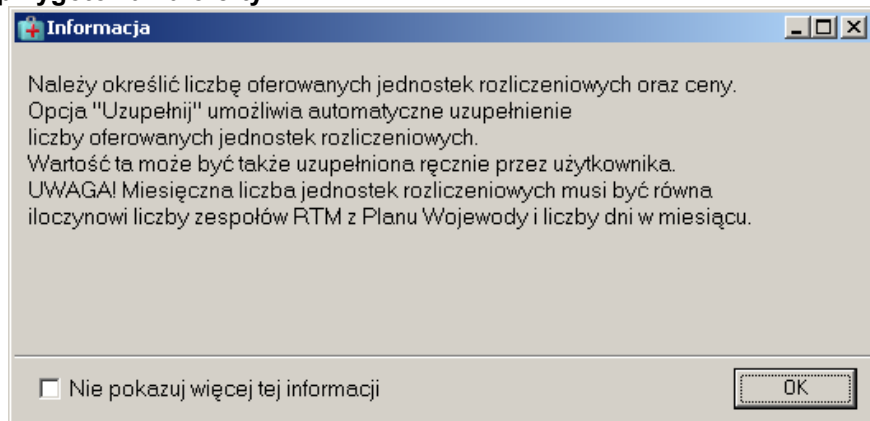 Informacja
Należy określić liczbę oferowanych jednostek rozliczeniowych oraz ceny.
Opcja "Uzupełnij" umożliwia automatyczne uzupełnienie
liczby oferowanych jednostek rozliczeniowych.
Wartość ta może być także uzupełniona ręcznie przez użytkownika.
UWAGA! Miesięczna liczba jednostek rozliczeniowych musi być równa
iloczynowi liczby zespołów RTM z Planu Wojewody i liczby dni w miesiącu.
Nie pokazuj więcej tej informacji
OK